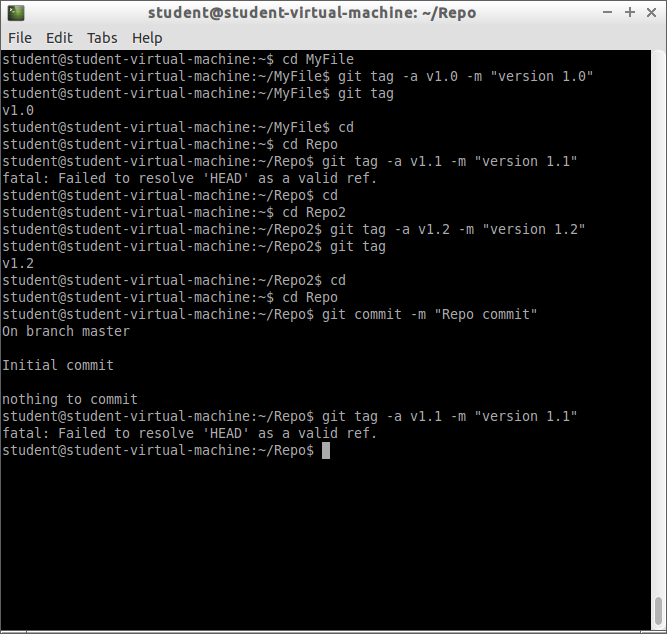 student@student-virtual-machine: ~/Repo
File Edit Tabs Help
student@student-virtual-machine:~$ cd MyFile
student@student-virtual-machine:~/MyFile$ git tag -a v1.0 -m "version 1.0"
student@student-virtual-machine:~/MyFile$ git tag
v1.0
student@student-virtual-machine:~/MyFile$ cd
student@student-virtual-machine:~$ cd Repo
student@student-virtual-machine:~/Repo$ git tag -a v1.1 -m "version 1.1"
fatal: Failed to resolve 'HEAD' as a valid ref.
student@student-virtual-machine:~/Repo$ cd
student@student-virtual-machine:~$ cd Repo2
student@student-virtual-machine:~/Repo2$ git tag -a v1.2 -m "version 1.2"
student@student-virtual-machine:~/Repo2$ git tag
v1.2
student@student-virtual-machine:~/Repo2$ cd
student@student-virtual-machine:~$ cd Repo
student@student-virtual-machine:~/Repo$ git commit -m "Repo commit"
On branch master
Initial commit
nothing to commit
student@student-virtual-machine:~/Repo$ git tag -a v1.1 -m "version 1.1"
fatal: Failed to resolve 'HEAD' as a valid ref.
student@student-virtual-machine:~/Repo$